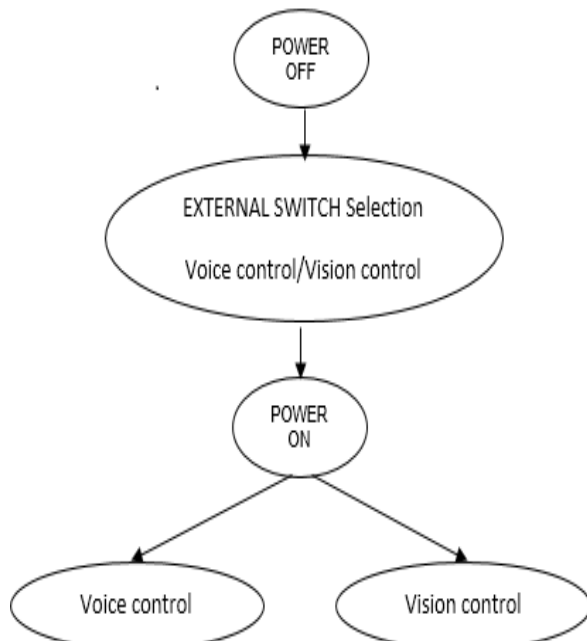 POWER
OFF
EXTERNAL SWITCH Selection
Voice control/Vision control
POWER
ON
Voice control
Vision control